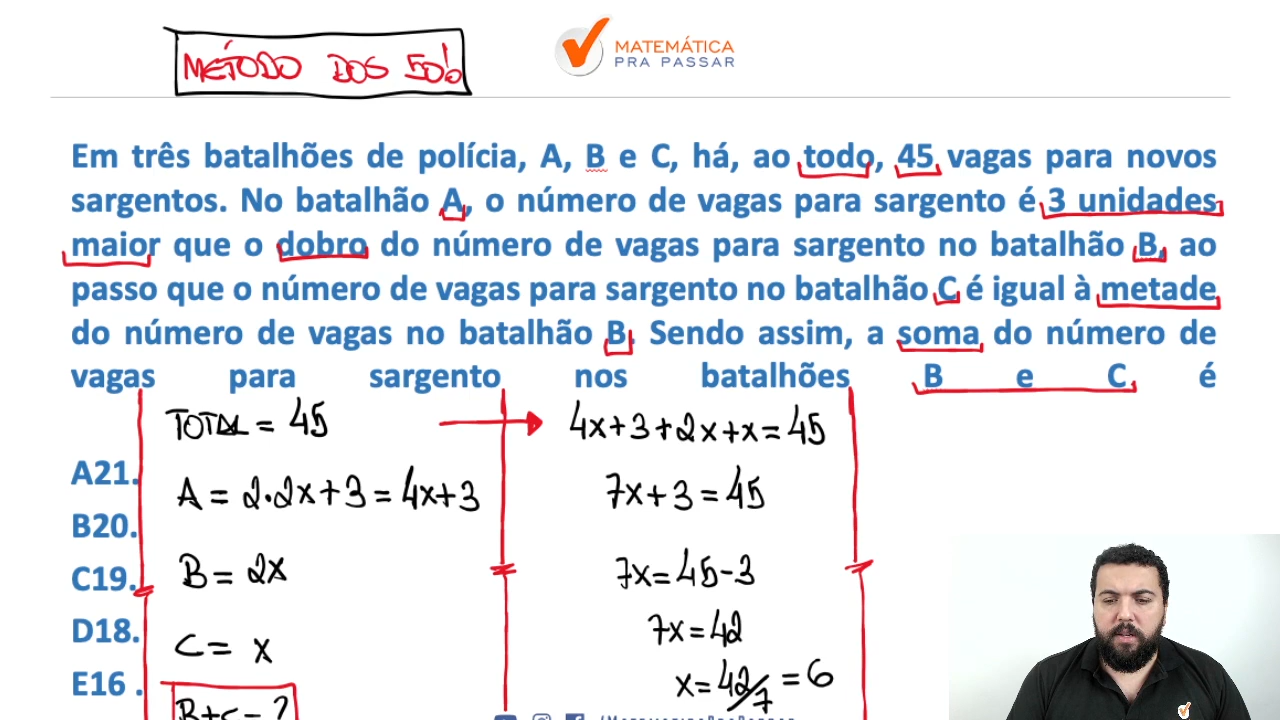 MÉTODO DOS 50!
MATEMÁTICA
PRA PASSAR
Em três batalhões de polícia, A, B e C, há, ao todo, 45 vagas para novos
sargentos. No batalhão A, o número de vagas para sargento é 3 unidades
maior que o dobro do número de vagas para sargento no batalhão B, ao
passo que o número de vagas para sargento no batalhão C é igual à metade
do número de vagas no batalhão B. Sendo assim, a soma do número de
vagas para sargento nos batalhões B e C é
A21.
B20.
C19.
D18.
E16 .
TOTAL = 45
A = 2·2x+3 = 4x+3
B = 2x
C = x
B+C = ?
4x+3+2x+x=45
7x+3=45
7x=45-3
7x=42
x=42/7=6